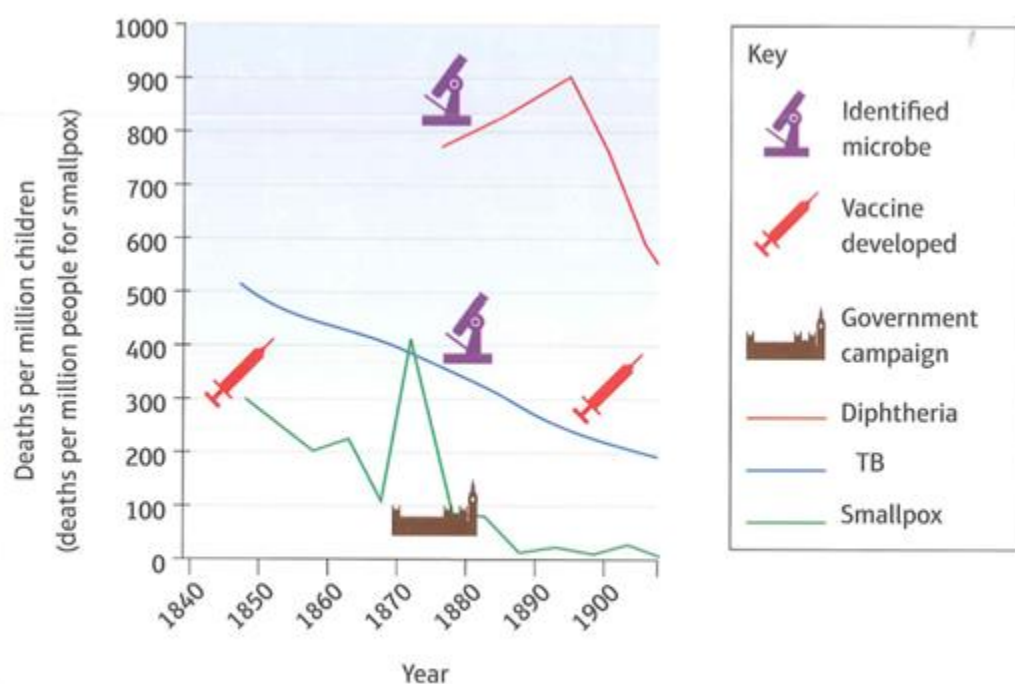 Deaths per million children
(deaths per million people for smallpox)
1000
900
800
700
600
500
400
300
200
100
0
1840
1850
1860
1870
1880
1890
1900
Year
Key
Identified
microbe
Vaccine
developed
Government
campaign
Diphtheria
TB
Smallpox